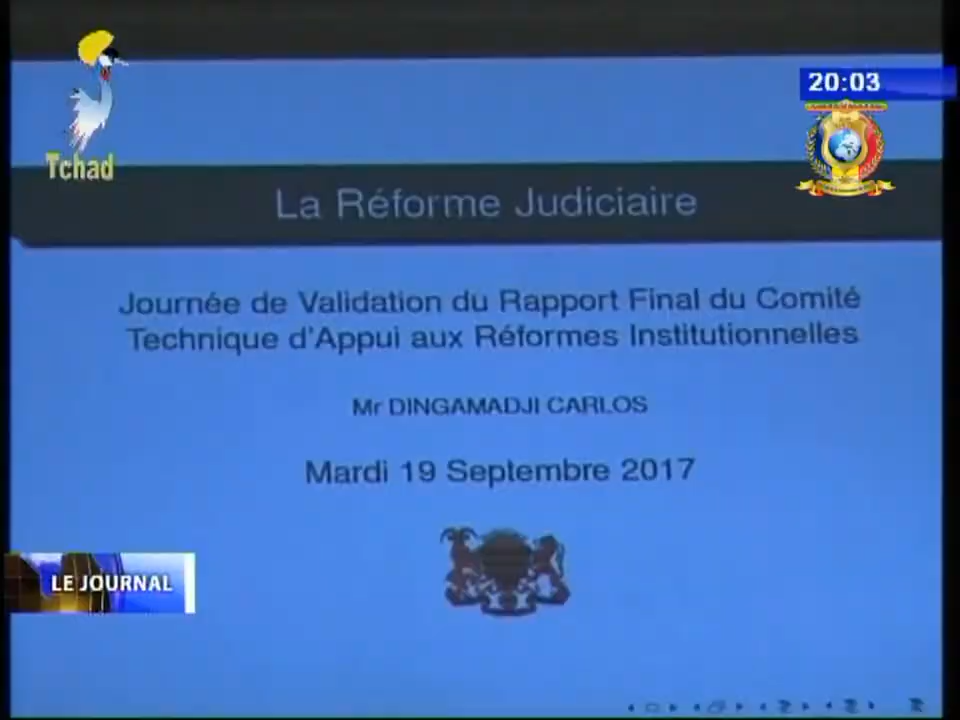 20:03
Tchad
La Réforme Judiciaire
Journée de Validation du Rapport Final du Comité
Technique d'Appui aux Réformes Institutionnelles
Mr DINGAMADJI CARLOS
Mardi 19 Septembre 2017
LE JOURNAL